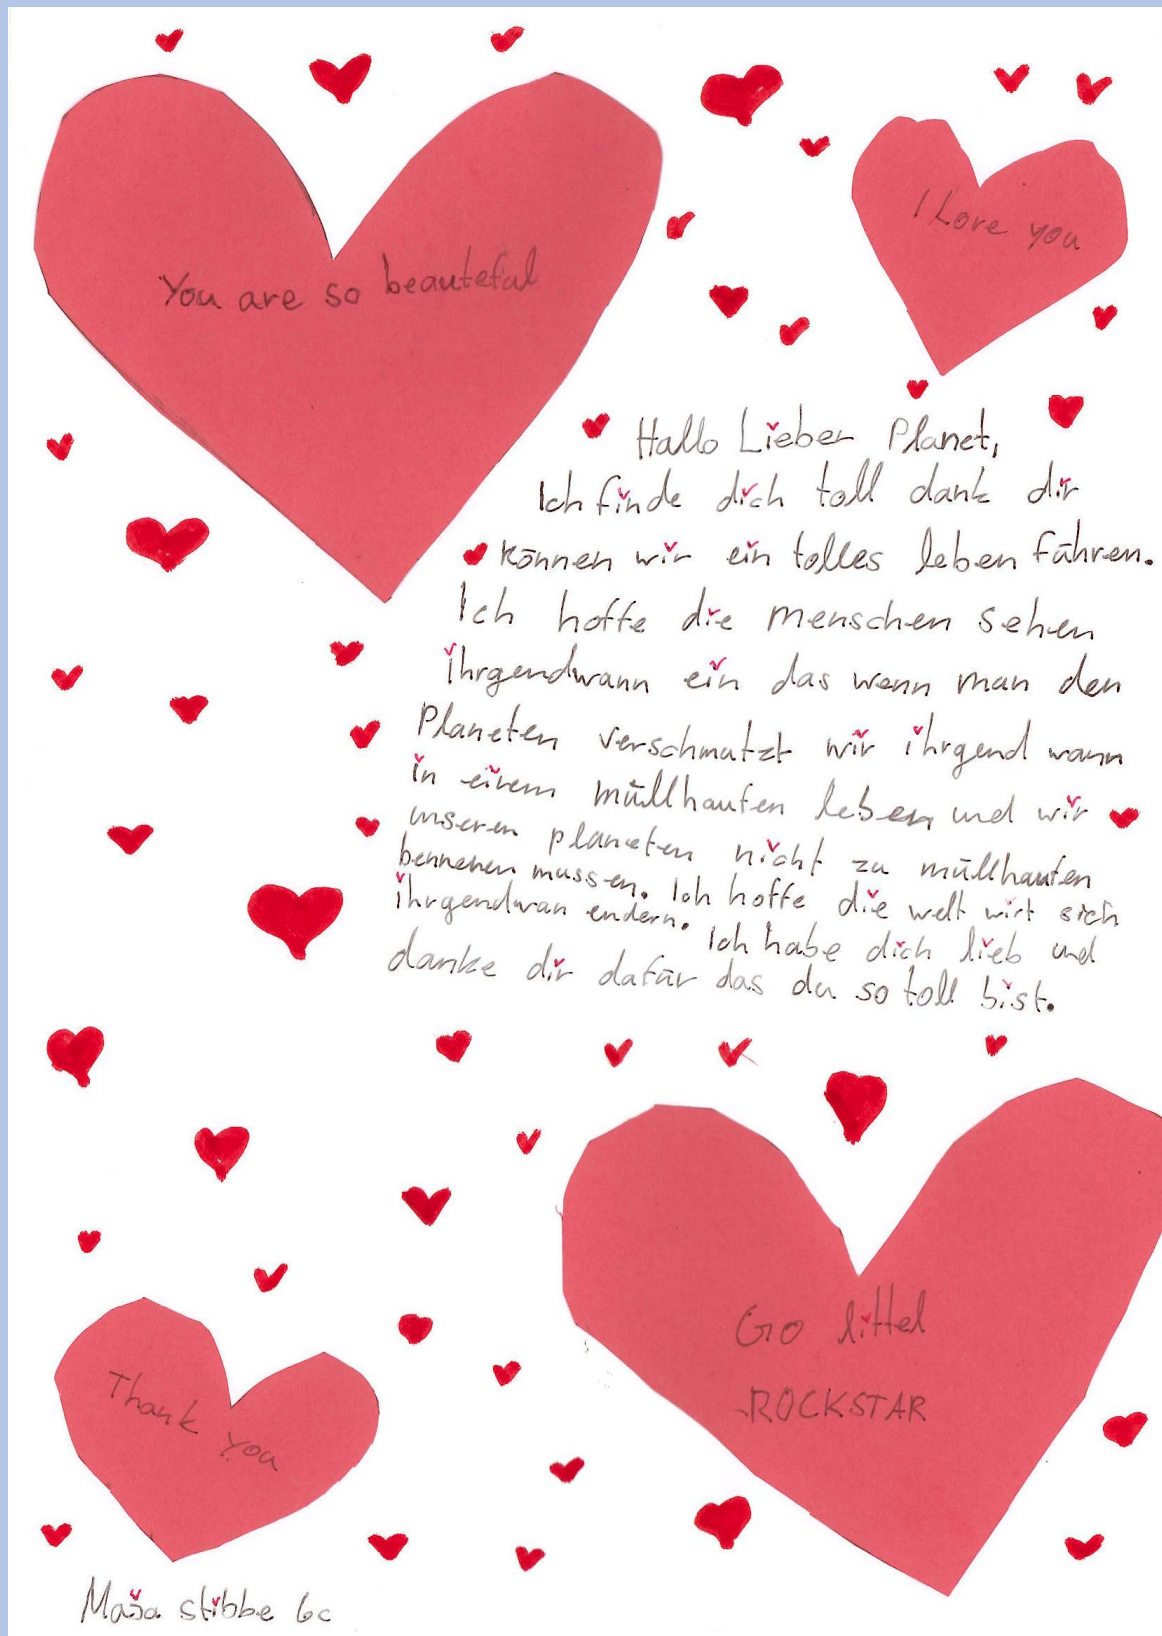 You are so beauteful
I Love you
Hallo Lieber Planet,
Ich finde dich toll dank dir
können wir ein tolles leben führen.
Ich hoffe die menschen sehen
ihrgendwann ein das wenn man den
Planeten verschmutzt wir ihrgend wann
in einem müllhaufen leben und wir
unseren planeten nicht zu müllhaufen
bennenen mussen. Ich hoffe die welt wirt sich
ihrgendwan endern. Ich habe dich lieb und
danke dir dafür das du so toll bist.
Go littel
ROCKSTAR
Thank
you
Maša stibbe 6c